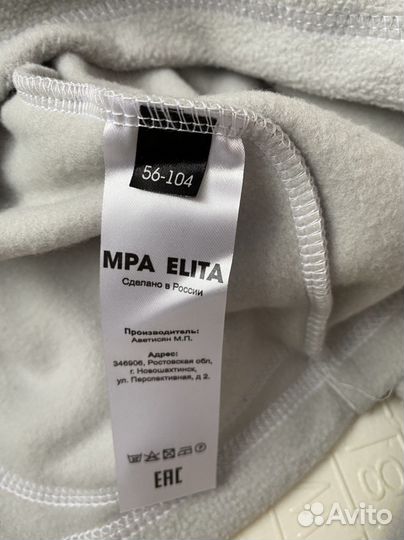 56-104
MPA ELITA
Сделано в России
Производитель:
Аветисян М.П.
Адрес:
346906, Ростовская обл,
г. Новошахтинск,
ул. Перспективная, д 2.
EAC
Avito